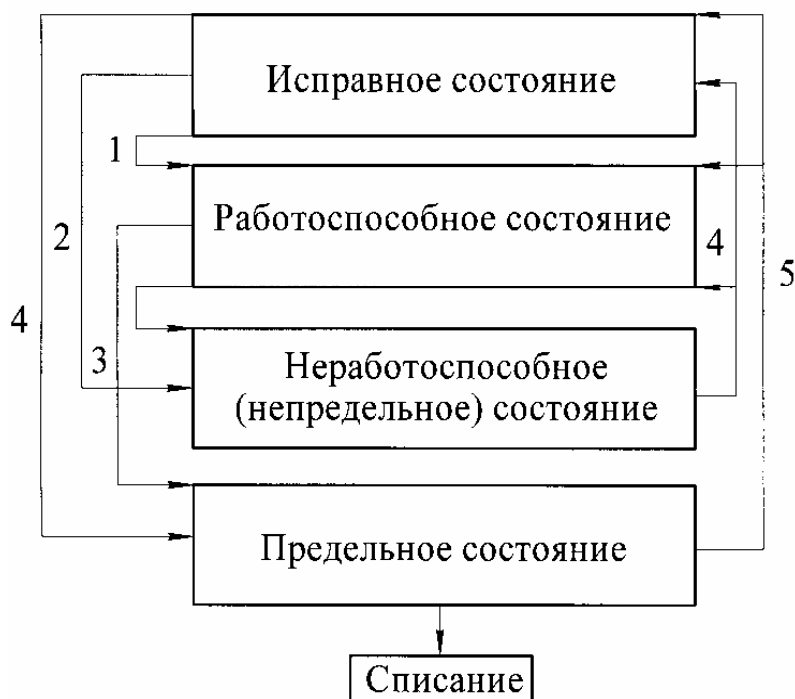 Исправное состояние
1
Работоспособное состояние
2
4
5
4
3
Неработоспособное
(непредельное) состояние
Предельное состояние
Списание